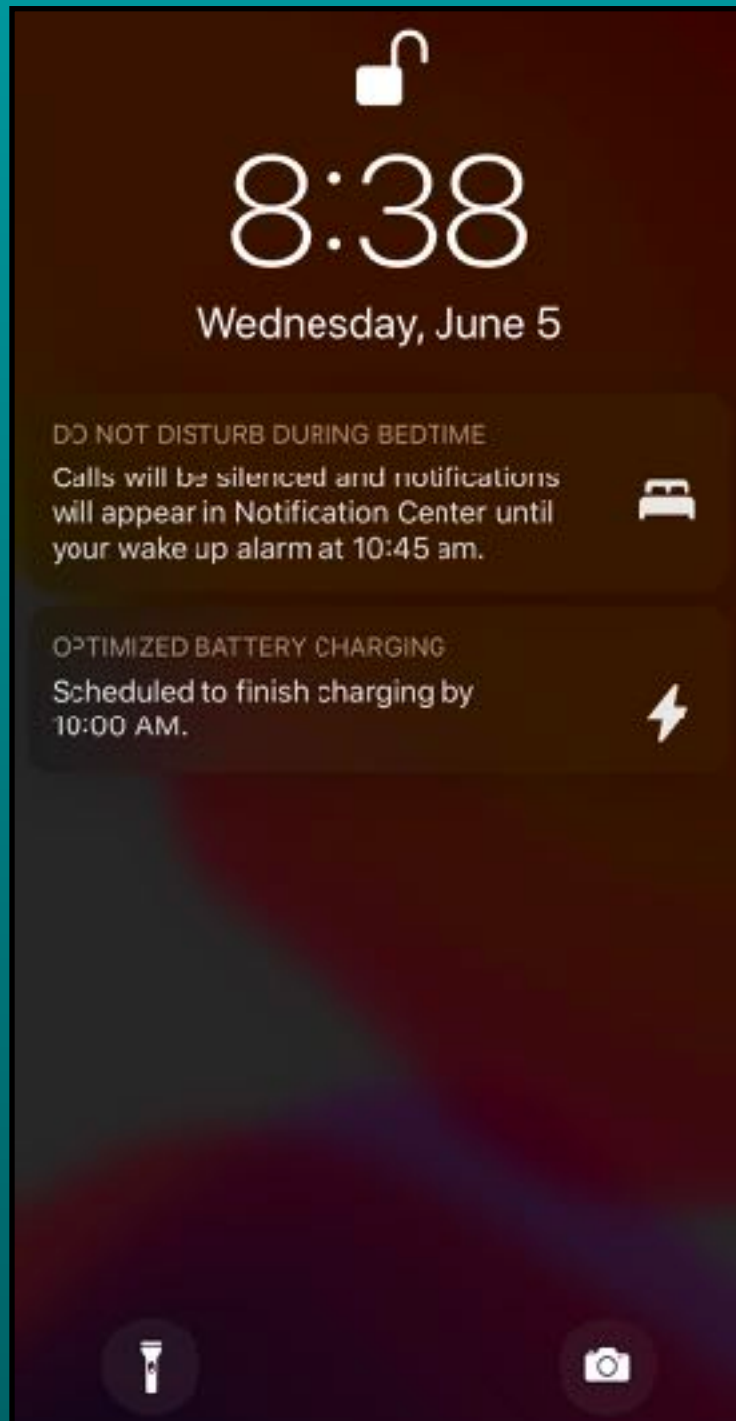 8:38
Wednesday, June 5
DO NOT DISTURB DURING BEDTIME
Calls will be silenced and notifications
will appear in Notification Center until
your wake up alarm at 10:45 am.
OPTIMIZED BATTERY CHARGING
Scheduled to finish charging by
10:00 AM.